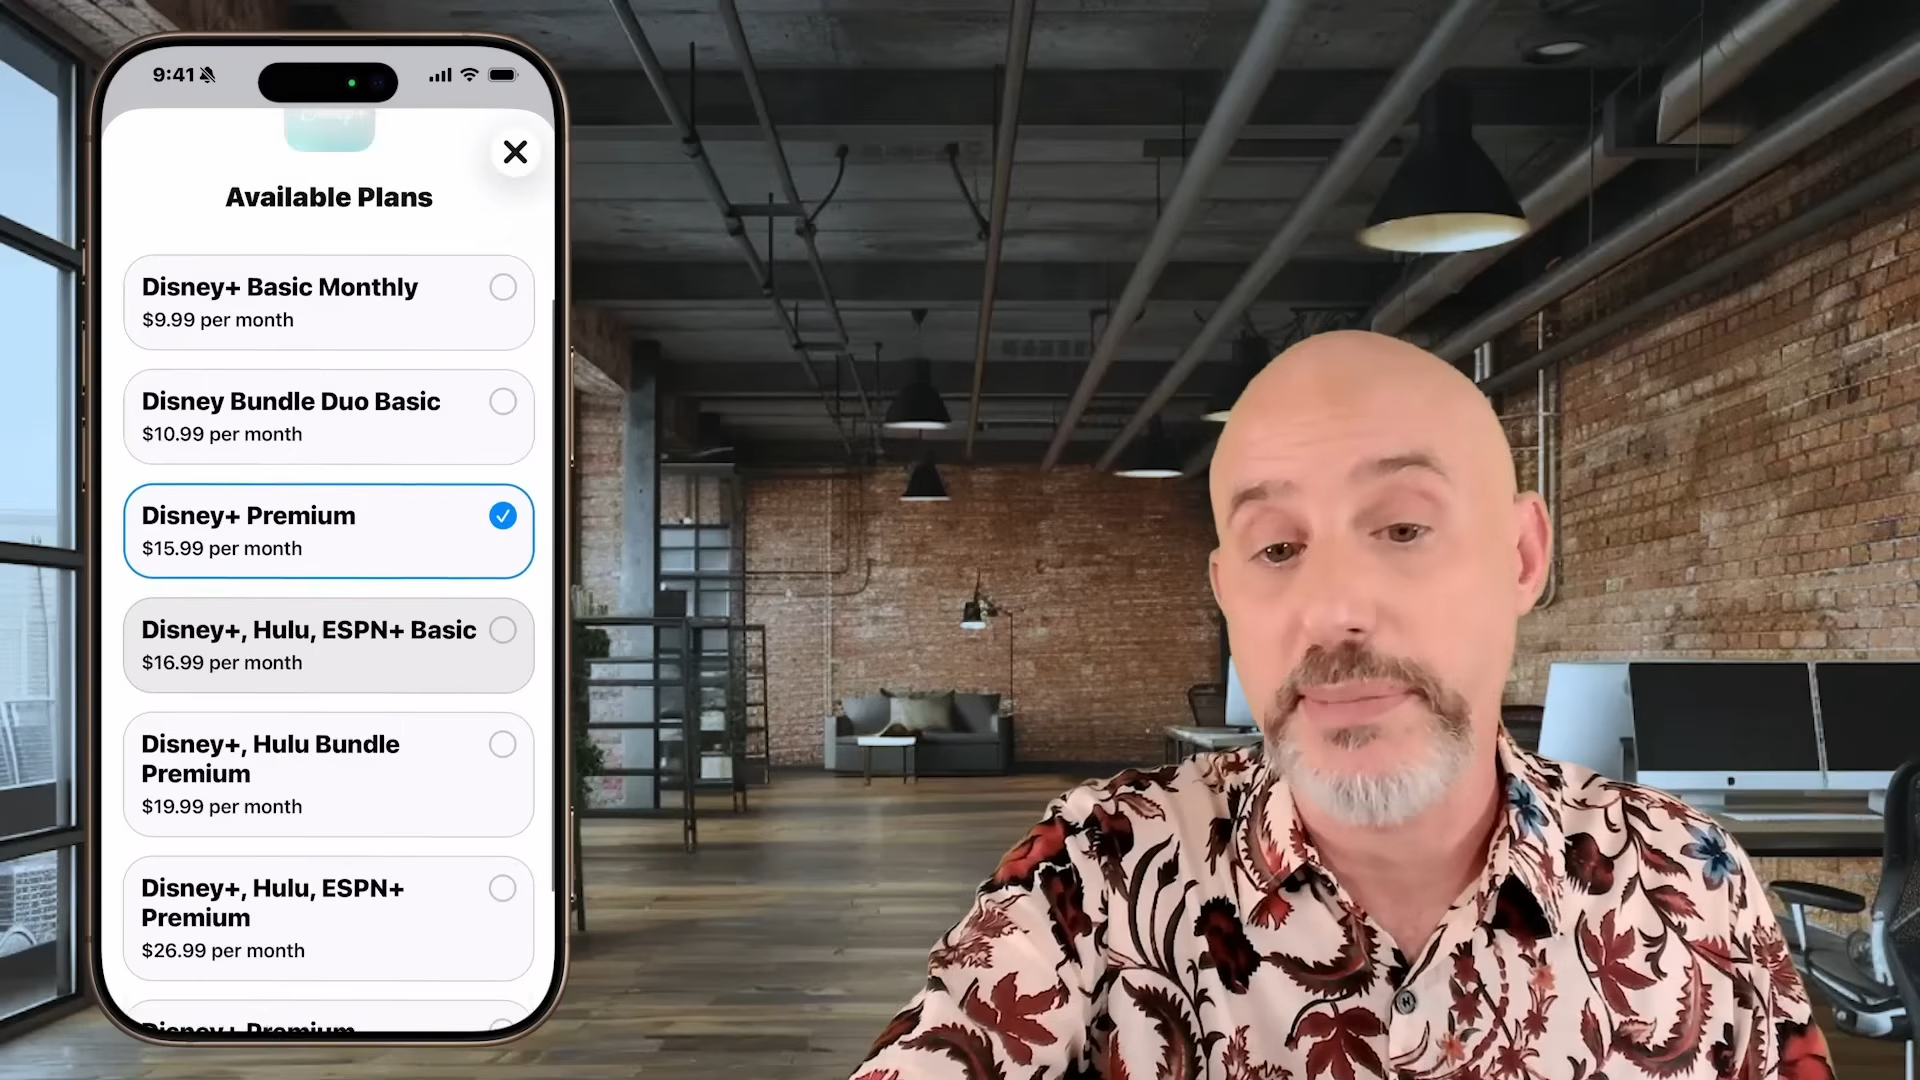 9:41
Available Plans
Disney+ Basic Monthly
$9.99 per month
Disney Bundle Duo Basic
$10.99 per month
Disney+ Premium
$15.99 per month
Disney+, Hulu, ESPN+ Basic
$16.99 per month
Disney+, Hulu Bundle
Premium
$19.99 per month
Disney+, Hulu, ESPN+
Premium
$26.99 per month
Disney+ Premium